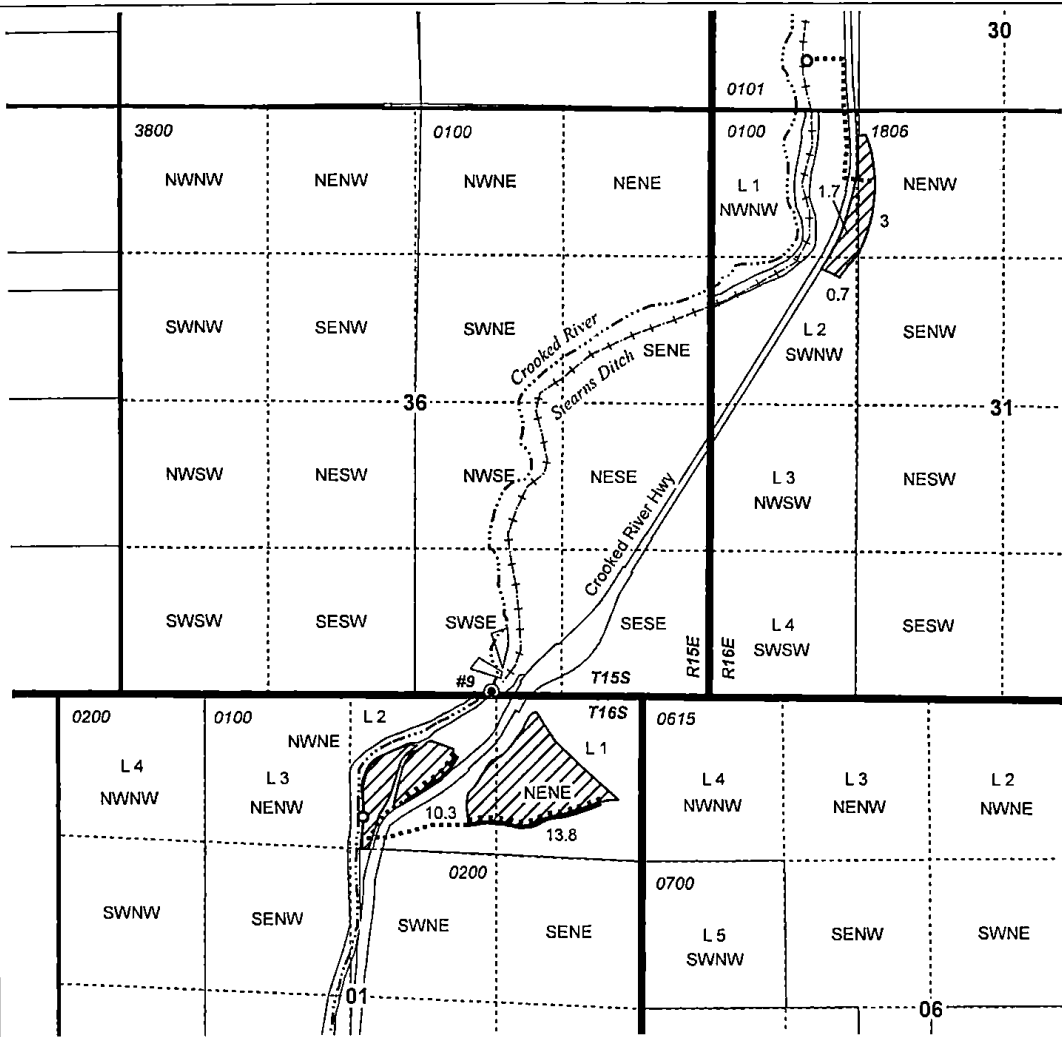 30
0101
3800
0100
0100
1806
NWNW
NENW
NWNE
NENE
L 1
NWNW
NENW
1.7
3
0.7
SWNW
SENW
SWNE
SENE
L 2
SWNW
SENW
Crooked River
Stearns Ditch
36
31
NWSW
NESW
NWSE
NESE
L 3
NWSW
NESW
Crooked River Hwy
SWSW
SESW
SWSE
SESE
L 4
SWSW
SESW
R15E
R16E
#9
T15S
T16S
0200
0100
L 2
NWNE
0615
L 1
L 4
NWNW
L 3
NENW
NENE
L 4
NWNW
L 3
NENW
L 2
NWNE
10.3
13.8
0200
0700
SWNW
SENW
SWNE
SENE
L 5
SWNW
SENW
SWNE
01
06